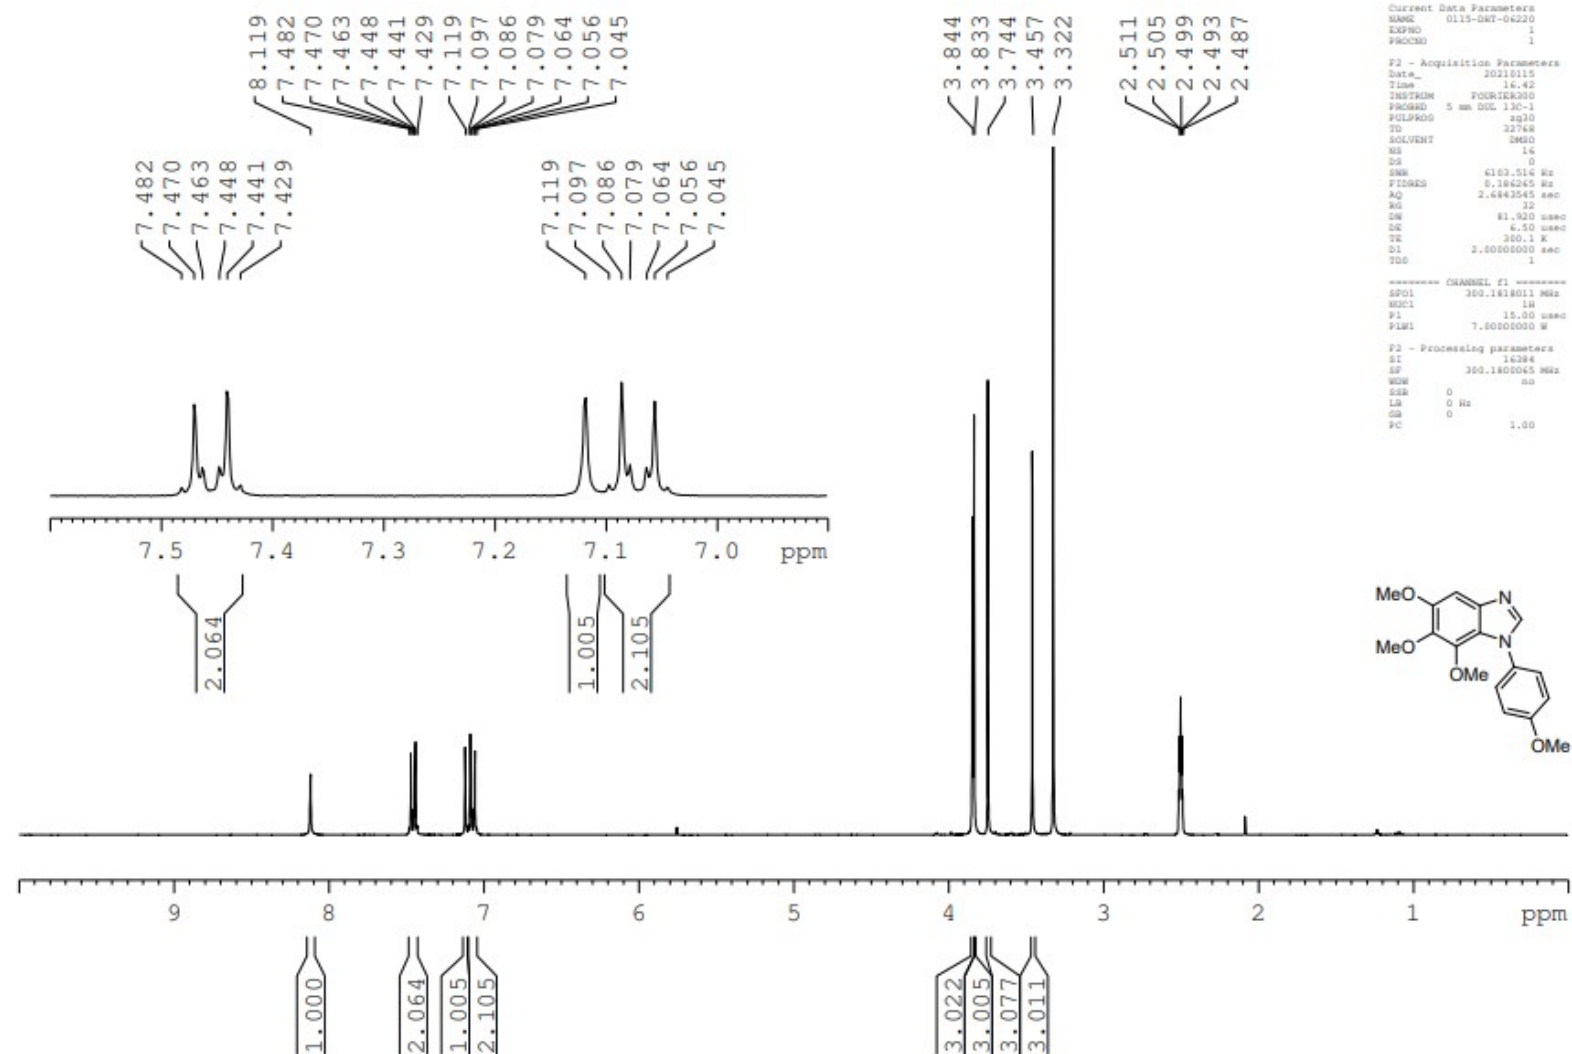 8.119
7.482
7.470
7.463
7.448
7.441
7.429
7.119
7.097
7.086
7.079
7.064
7.056
7.045
3.844
3.833
3.744
3.457
3.322
2.511
2.505
2.499
2.493
2.487
Current Data Parameters
NAME 0115-DHT-06220
EXPNO 1
PROCNO 1
F2 - Acquisition Parameters
Date_ 20210115
Time 16.42
INSTRUM FOURIER300
PROBHD 5 mm DUL 13C-1
PULPROG zg30
TD 32768
SOLVENT DMSO
NS 16
DS 0
SWH 6103.516 Hz
FIDRES 0.186265 Hz
AQ 2.6843545 sec
RG 32
DW 81.920 usec
DE 6.50 usec
TE 300.1 K
D1 2.00000000 sec
TD0 1
======== CHANNEL f1 ========
SFO1 300.1818011 MHz
NUC1 1H
P1 15.00 usec
PLW1 7.00000000 W
F2 - Processing parameters
SI 16384
SF 300.1800065 MHz
WDW no
SSB 0
LB 0 Hz
GB 0
PC 1.00
7.482
7.470
7.463
7.448
7.441
7.429
7.119
7.097
7.086
7.079
7.064
7.056
7.045
7.5 7.4 7.3 7.2 7.1 7.0 ppm
2.064
1.005
2.105
MeO
N
MeO
N
OMe
OMe
9 8 7 6 5 4 3 2 1 ppm
1.000
2.064
1.005
2.105
3.022
3.005
3.077
3.011